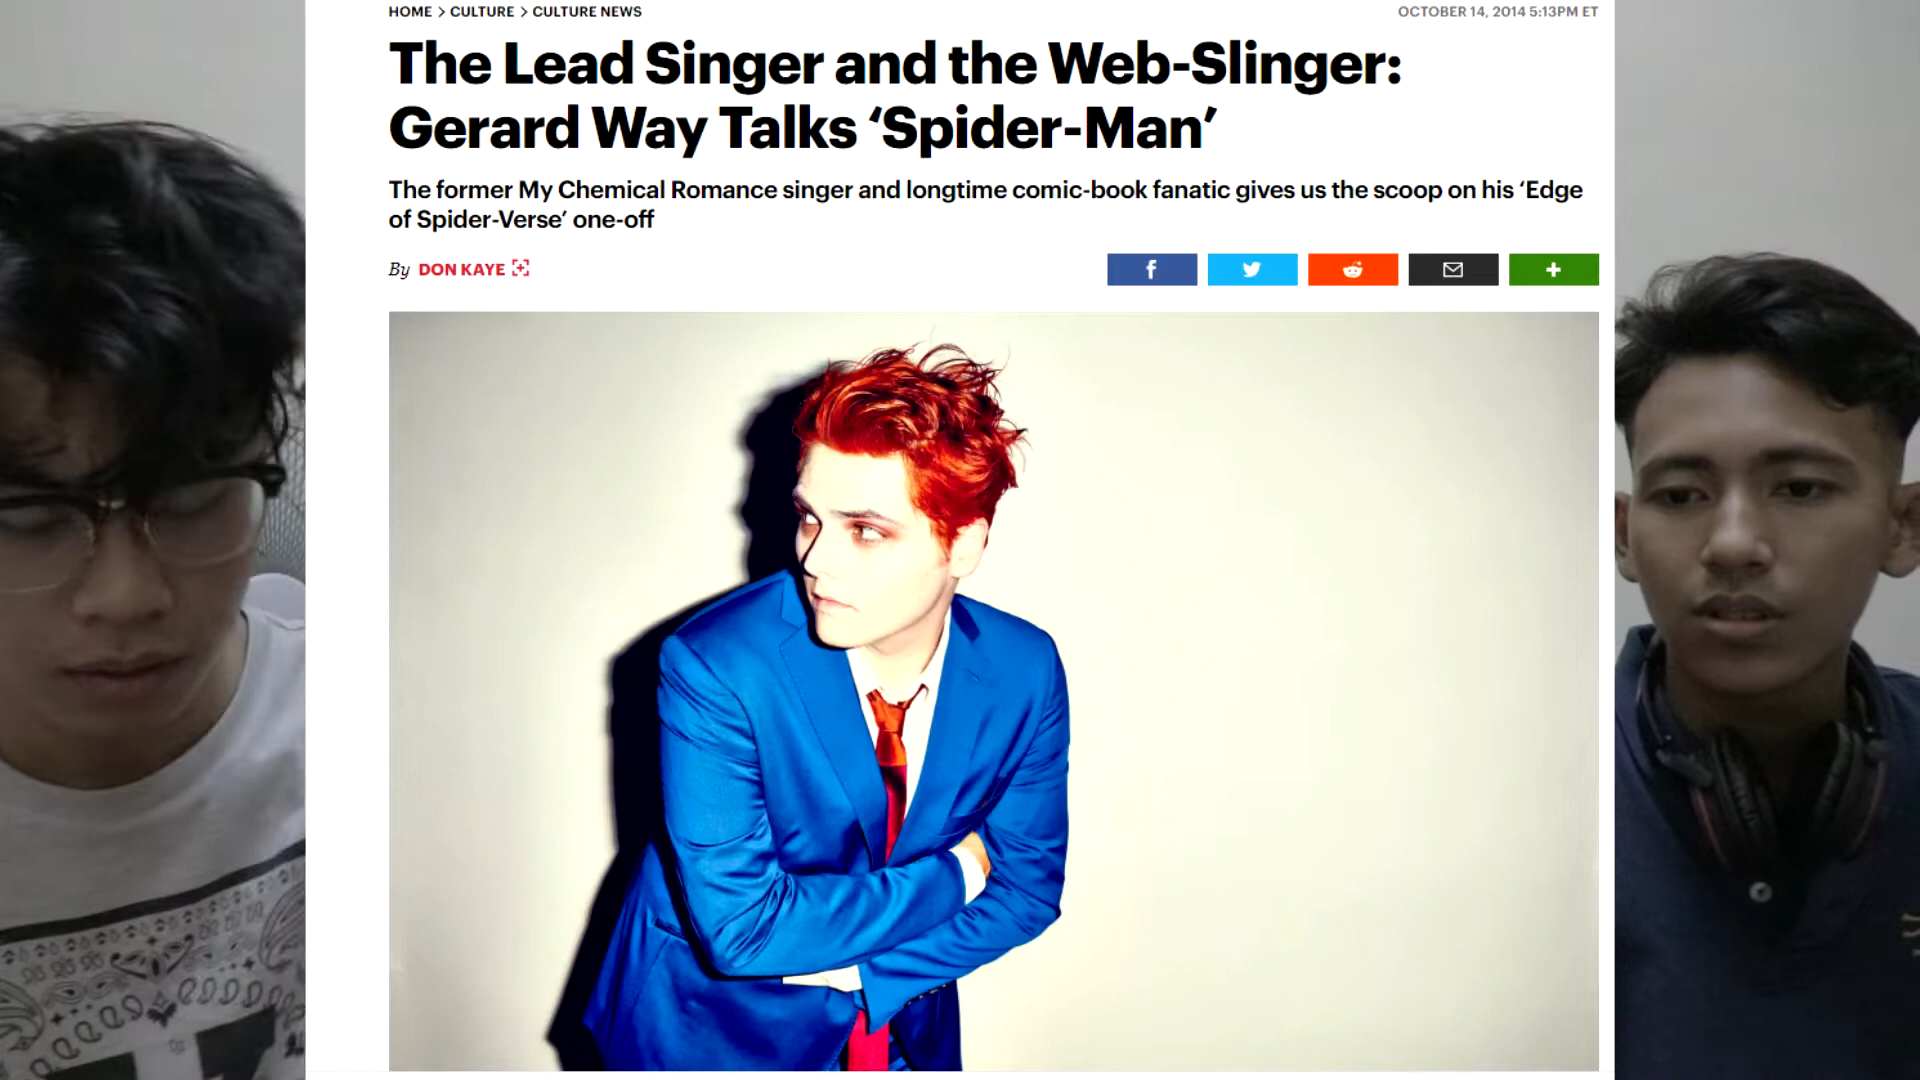 HOME > CULTURE > CULTURE NEWS
OCTOBER 14, 2014 5:13PM ET
The Lead Singer and the Web-Slinger:
Gerard Way Talks ‘Spider-Man’
The former My Chemical Romance singer and longtime comic-book fanatic gives us the scoop on his ‘Edge
of Spider-Verse’ one-off
By DON KAYE